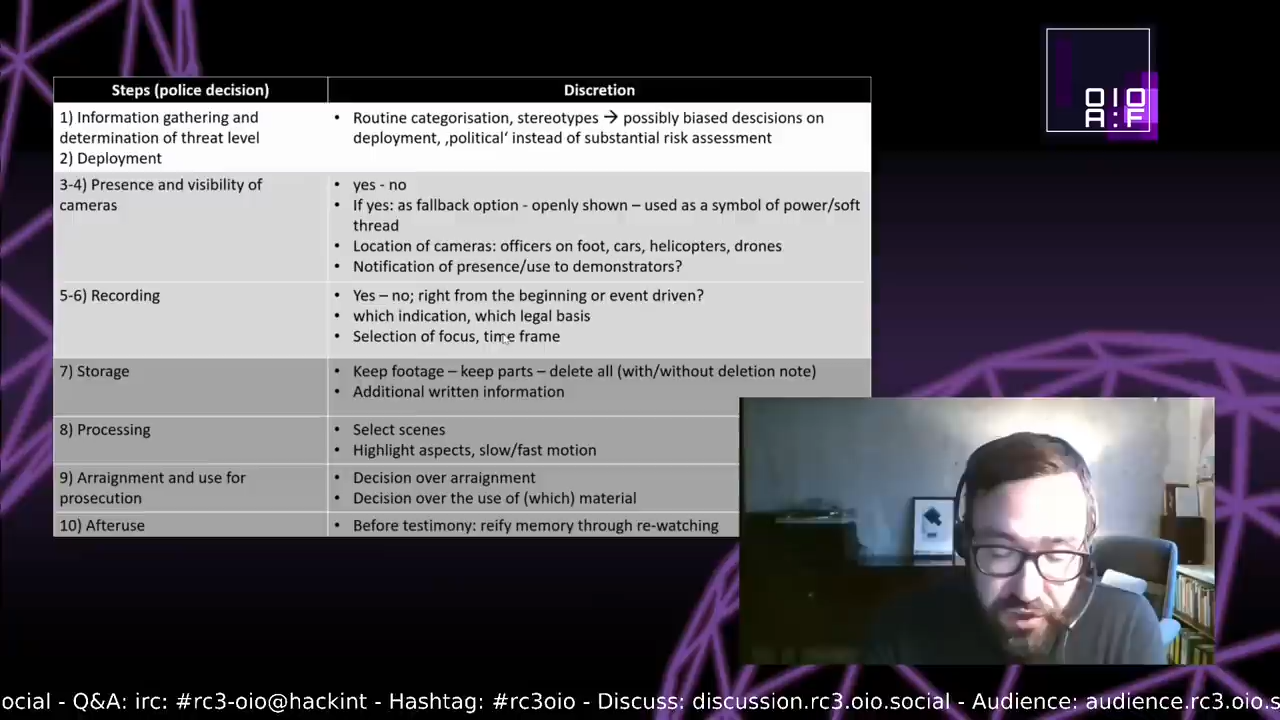 OIO
A:F
Steps (police decision)
Discretion
1) Information gathering and
determination of threat level
2) Deployment
• Routine categorisation, stereotypes → possibly biased descisions on
deployment, ‚political‘ instead of substantial risk assessment
3-4) Presence and visibility of
cameras
• yes - no
• If yes: as fallback option - openly shown – used as a symbol of power/soft
thread
• Location of cameras: officers on foot, cars, helicopters, drones
• Notification of presence/use to demonstrators?
5-6) Recording
• Yes – no; right from the beginning or event driven?
• which indication, which legal basis
• Selection of focus, time frame
7) Storage
• Keep footage – keep parts – delete all (with/without deletion note)
• Additional written information
8) Processing
• Select scenes
• Highlight aspects, slow/fast motion
9) Arraignment and use for
prosecution
• Decision over arraignment
• Decision over the use of (which) material
10) Afteruse
• Before testimony: reify memory through re-watching
ocial - Q&A: irc: #rc3-oio@hackint - Hashtag: #rc3oio - Discuss: discussion.rc3.oio.social - Audience: audience.rc3.oio.s